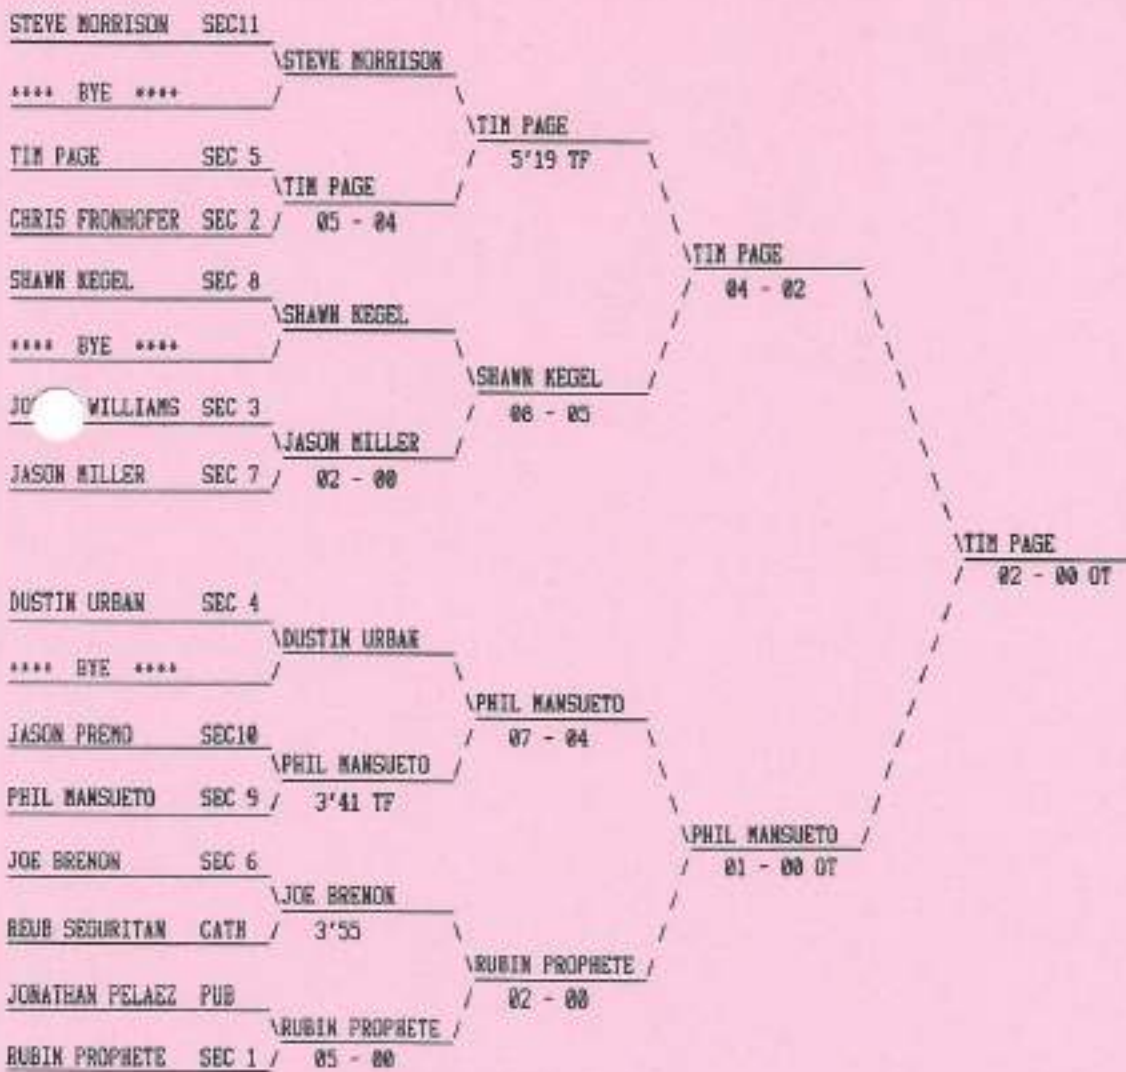 STEVE MORRISON SEC11
STEVE MORRISON
**** BYE ****
TIM PAGE
5'19 TF
TIM PAGE SEC 5
TIM PAGE
05 - 04
CHRIS FRONHOFER SEC 2
TIM PAGE
04 - 02
SHAWN KEGEL SEC 8
SHAWN KEGEL
**** BYE ****
SHAWN KEGEL
08 - 05
WILLIAMS SEC 3
JASON MILLER
02 - 00
JASON MILLER SEC 7
TIM PAGE
02 - 00 OT
DUSTIN URBAN SEC 4
DUSTIN URBAN
**** BYE ****
PHIL MANSUETO
07 - 04
JASON PREMO SEC10
PHIL MANSUETO
3'41 TF
PHIL MANSUETO SEC 9
PHIL MANSUETO
01 - 00 OT
JOE BRENON SEC 6
JOE BRENON
3'55
REUB SEGURITAN CATH
RUBIN PROPHETE
02 - 00
JONATHAN PELAEZ PUB
RUBIN PROPHETE
05 - 00
RUBIN PROPHETE SEC 1